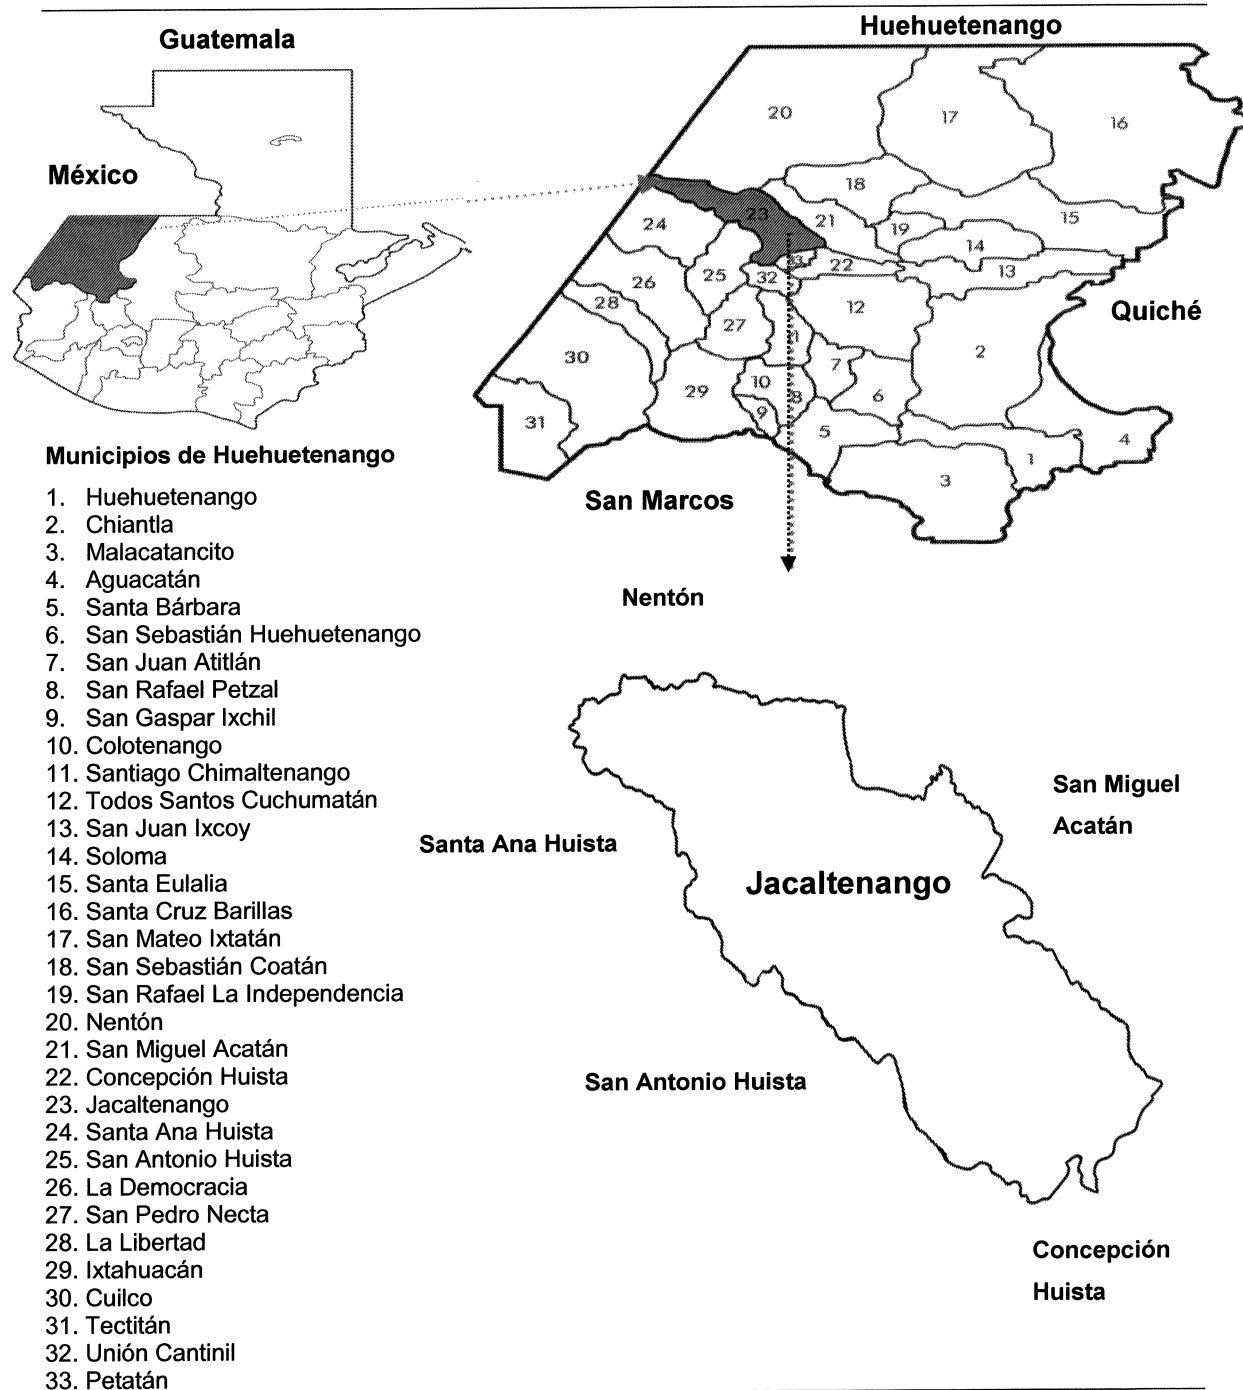 Guatemala
México
Huehuetenango
20
17
16
18
23
21
15
24
19
14
33
22
13
25
32
26
28
12
27
Quiché
11
2
30
7
10
29
6
8
9
31
5
4
1
3
San Marcos
Municipios de Huehuetenango
1. Huehuetenango
2. Chiantla
3. Malacatancito
4. Aguacatán
5. Santa Bárbara
6. San Sebastián Huehuetenango
7. San Juan Atitlán
8. San Rafael Petzal
9. San Gaspar Ixchil
10. Colotenango
11. Santiago Chimaltenango
12. Todos Santos Cuchumatán
13. San Juan Ixcoy
14. Soloma
15. Santa Eulalia
16. Santa Cruz Barillas
17. San Mateo Ixtatán
18. San Sebastián Coatán
19. San Rafael La Independencia
20. Nentón
21. San Miguel Acatán
22. Concepción Huista
23. Jacaltenango
24. Santa Ana Huista
25. San Antonio Huista
26. La Democracia
27. San Pedro Necta
28. La Libertad
29. Ixtahuacán
30. Cuilco
31. Tectitán
32. Unión Cantinil
33. Petatán
Nentón
San Miguel
Acatán
Santa Ana Huista
Jacaltenango
San Antonio Huista
Concepción
Huista